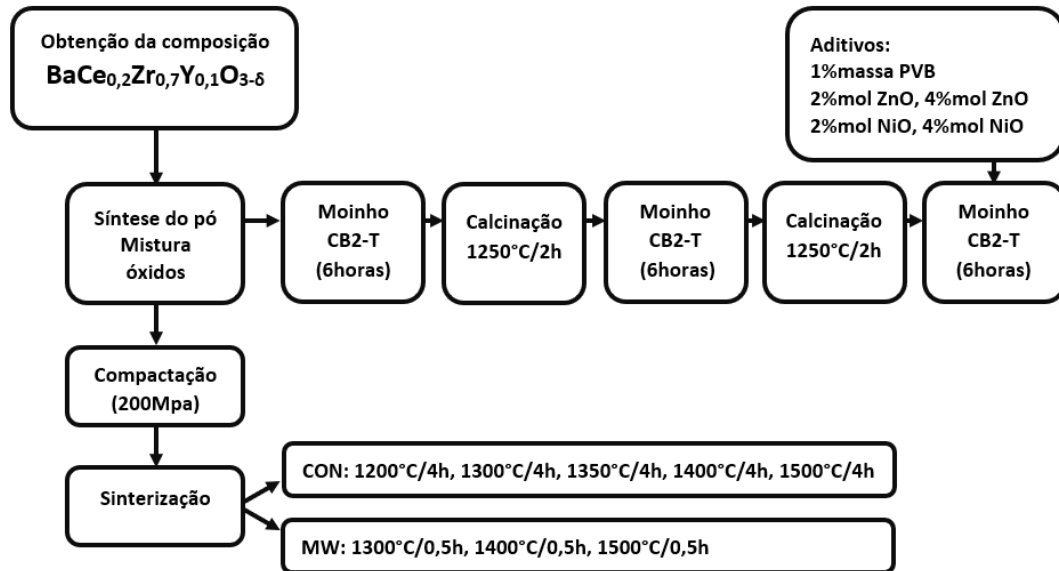 Obtenção da composição
BaCe0,2Zr0,7Y0,1O3-δ
Aditivos:
1%massa PVB
2%mol ZnO, 4%mol ZnO
2%mol NiO, 4%mol NiO
Síntese do pó
Mistura
óxidos
Moinho
CB2-T
(6horas)
Calcinação
1250°C/2h
Moinho
CB2-T
(6horas)
Calcinação
1250°C/2h
Moinho
CB2-T
(6horas)
Compactação
(200Mpa)
Sinterização
CON: 1200°C/4h, 1300°C/4h, 1350°C/4h, 1400°C/4h, 1500°C/4h
MW: 1300°C/0,5h, 1400°C/0,5h, 1500°C/0,5h